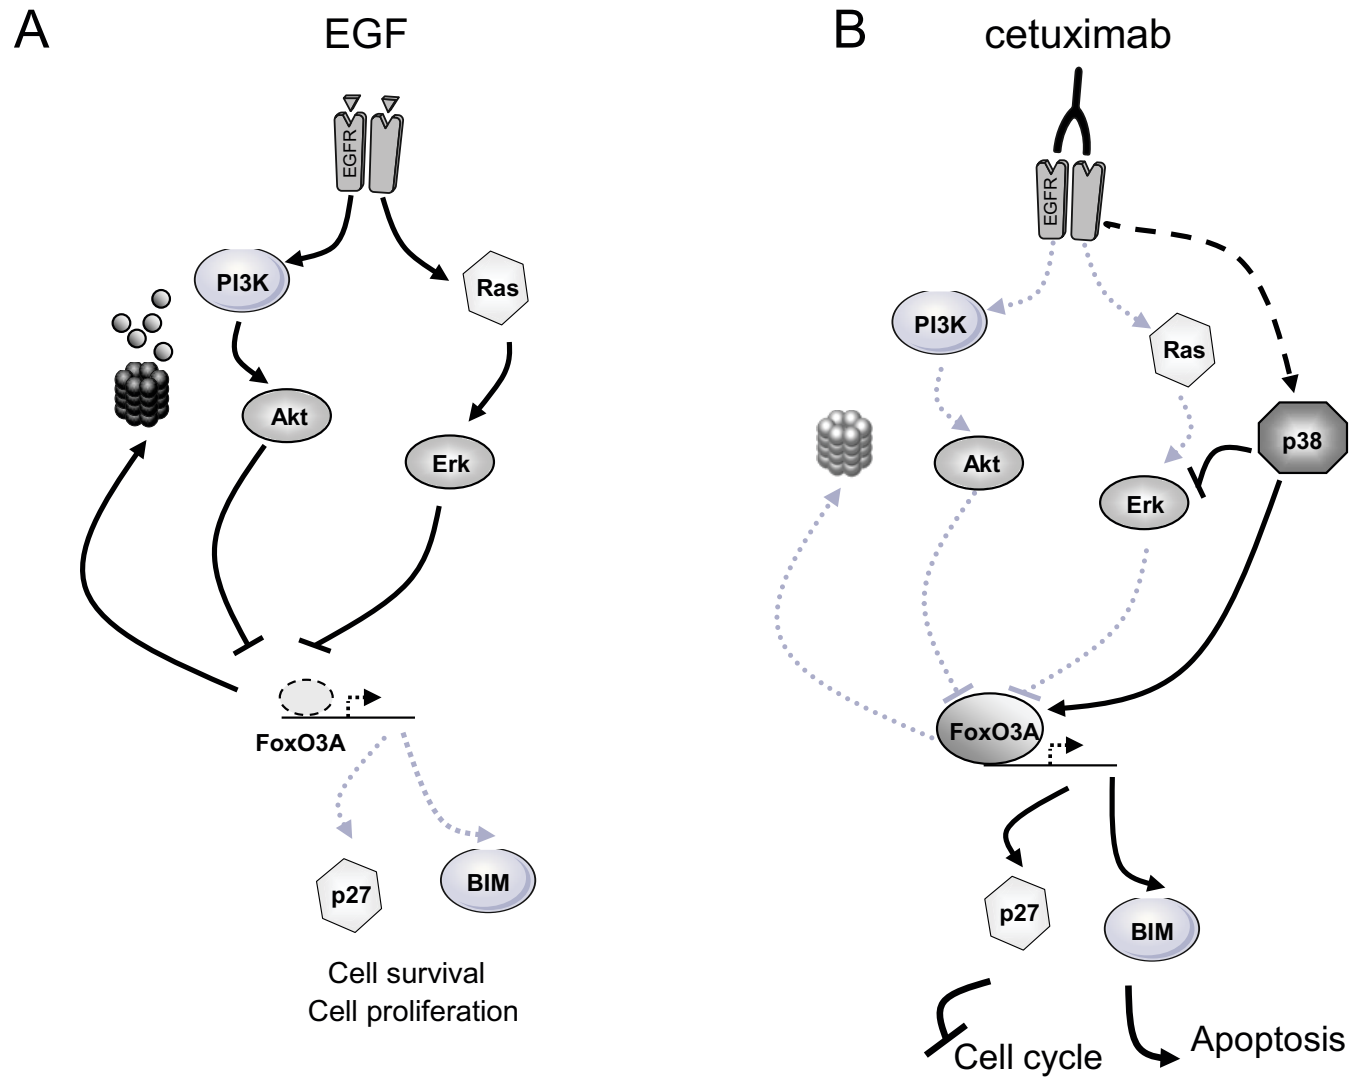 A
EGF
EGFR
PI3K
Ras
Akt
Erk
FoxO3A
p27
BIM
Cell survival
Cell proliferation
B
cetuximab
EGFR
PI3K
Ras
p38
Akt
Erk
FoxO3A
p27
BIM
Cell cycle
Apoptosis